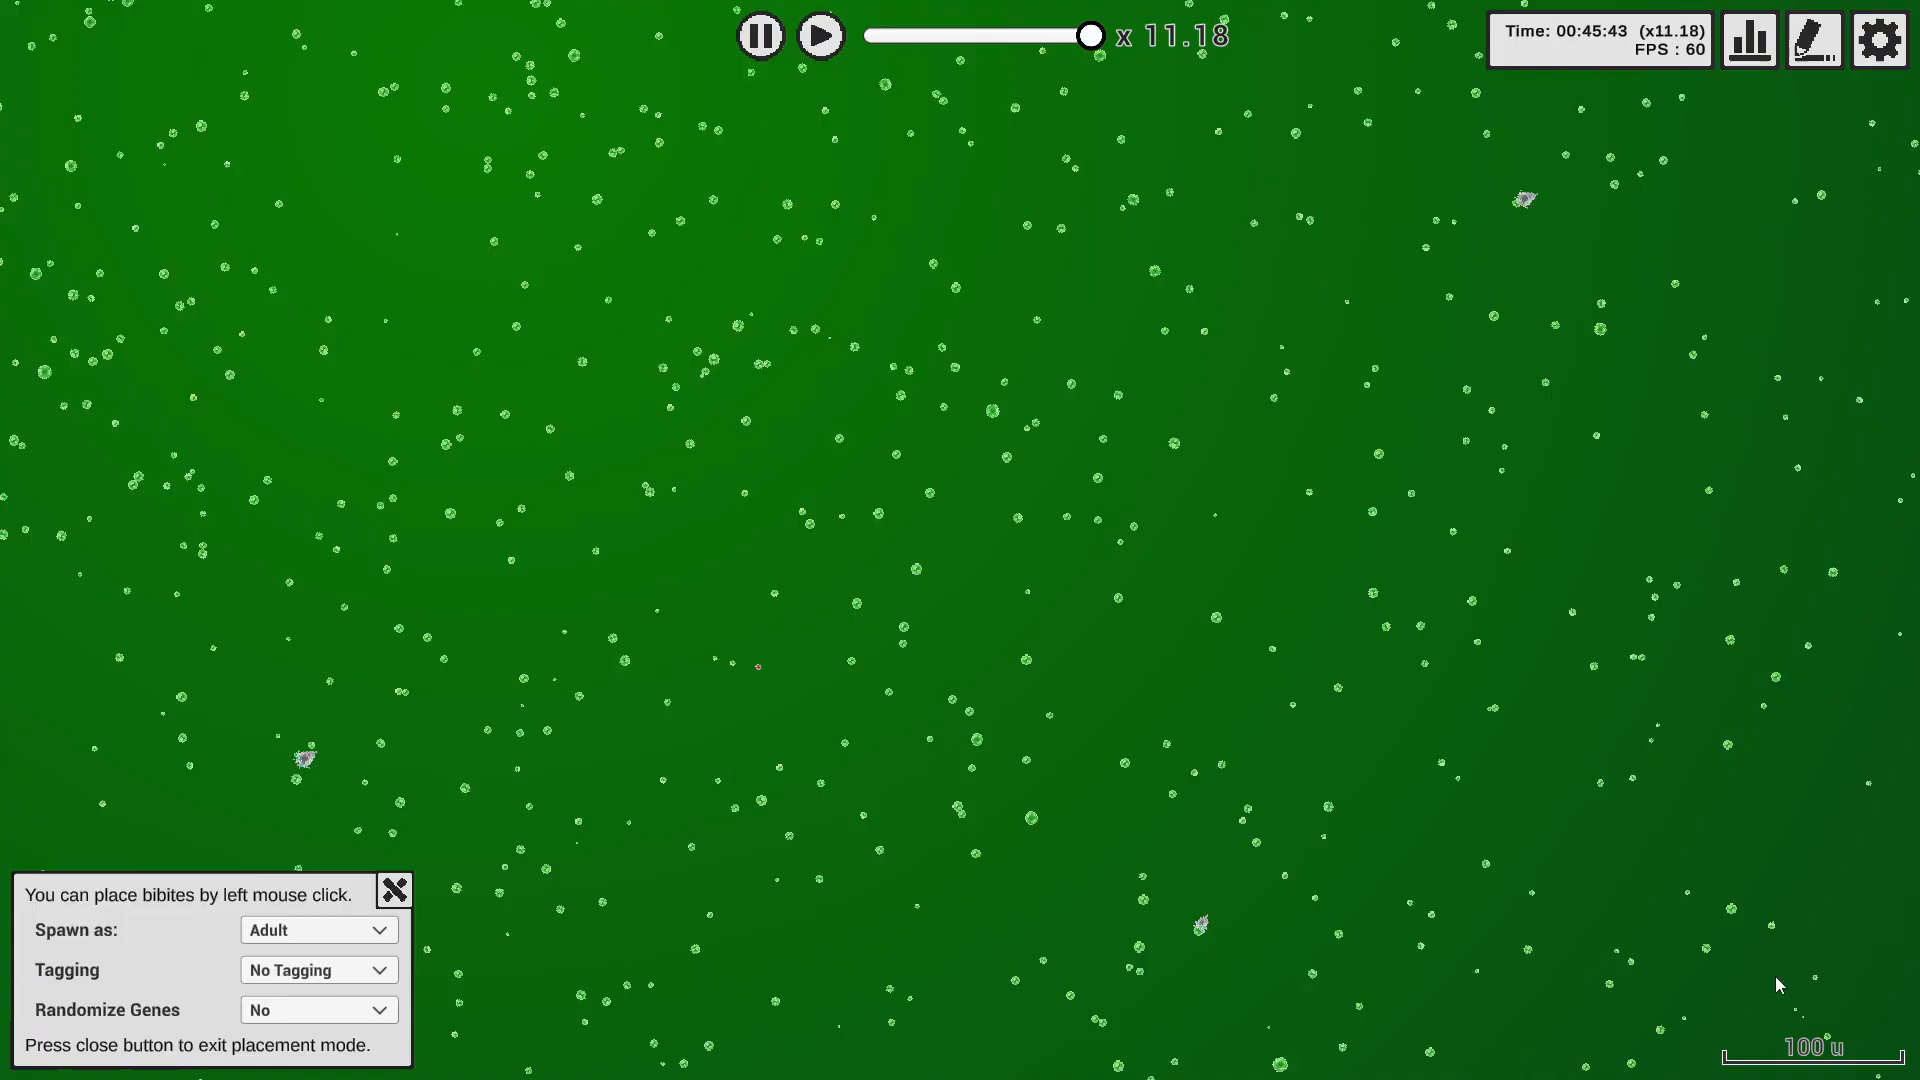 x 11.18
Time: 00:45:43 (x11.18)
FPS : 60
You can place bibites by left mouse click.
Spawn as: Adult
Tagging No Tagging
Randomize Genes No
Press close button to exit placement mode.
100 u